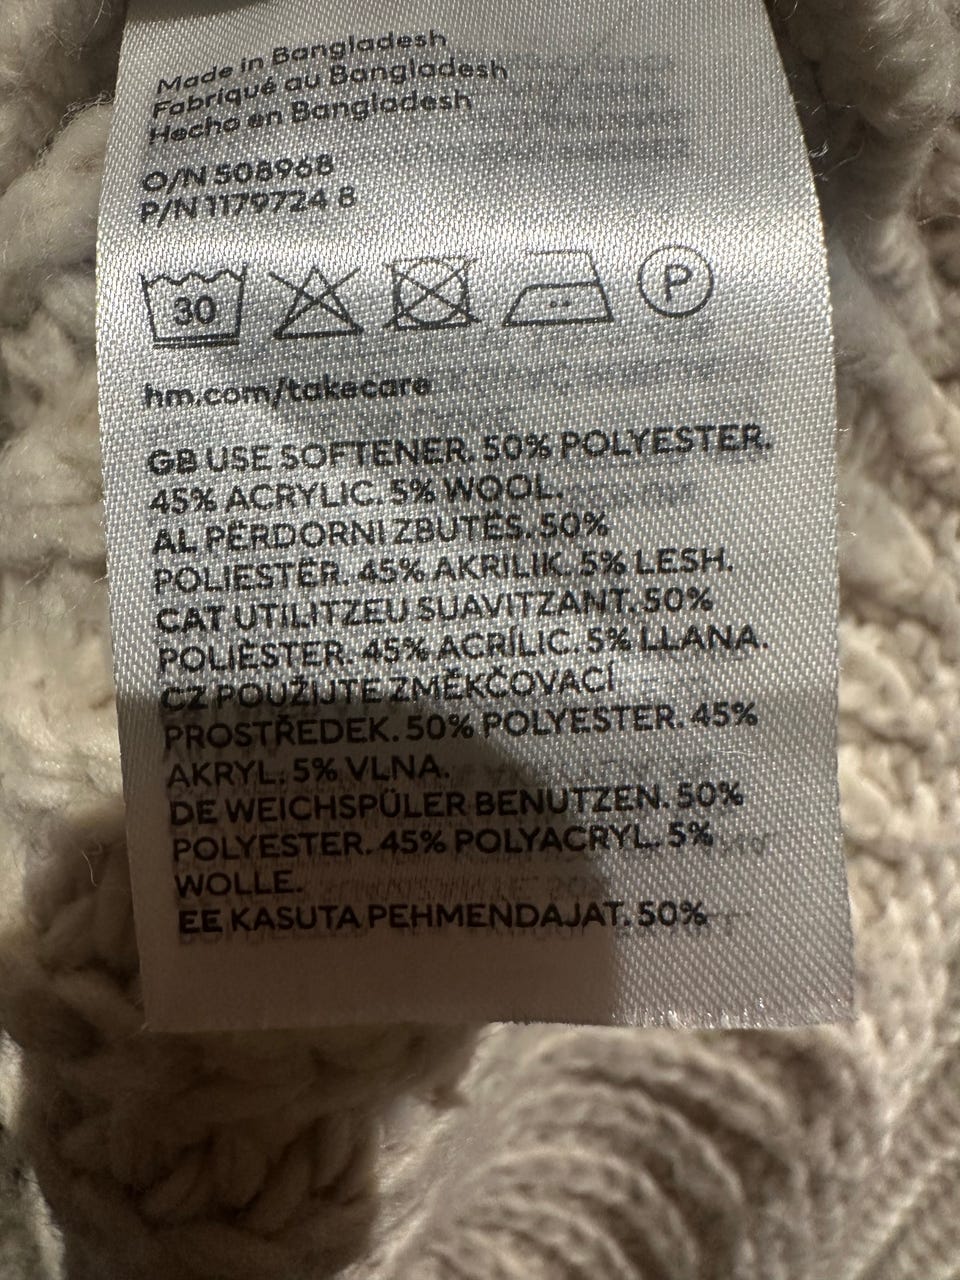 Made in Bangladesh
Fabriqué au Bangladesh
Hecho en Bangladesh
O/N 508968
P/N 1179724 8
30
P
hm.com/takecare
GB USE SOFTENER. 50% POLYESTER.
45% ACRYLIC. 5% WOOL.
AL PËRDORNI ZBUTËS. 50%
POLIESTËR. 45% AKRILIK. 5% LESH.
CAT UTILITZEU SUAVITZANT. 50%
POLIÈSTER. 45% ACRÍLIC. 5% LLANA.
CZ POUŽIJTE ZMĚKČOVACÍ
PROSTŘEDEK. 50% POLYESTER. 45%
AKRYL. 5% VLNA.
DE WEICHSPÜLER BENUTZEN. 50%
POLYESTER. 45% POLYACRYL. 5%
WOLLE.
EE KASUTA PEHMENDAJAT. 50%